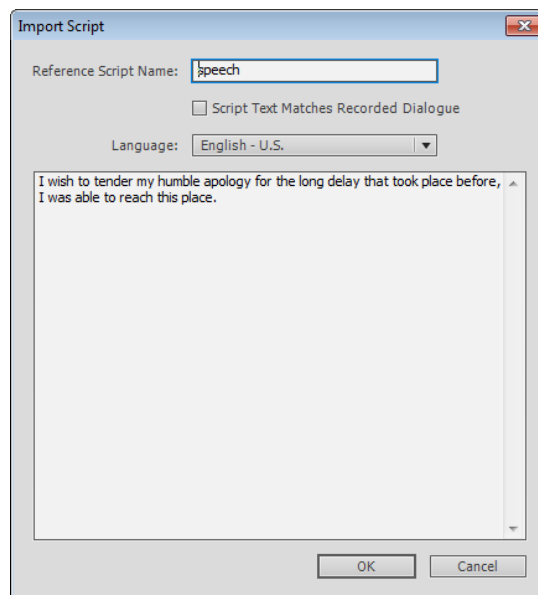 Import Script
Reference Script Name: speech
Script Text Matches Recorded Dialogue
Language: English - U.S.
I wish to tender my humble apology for the long delay that took place before,
I was able to reach this place.
OK Cancel